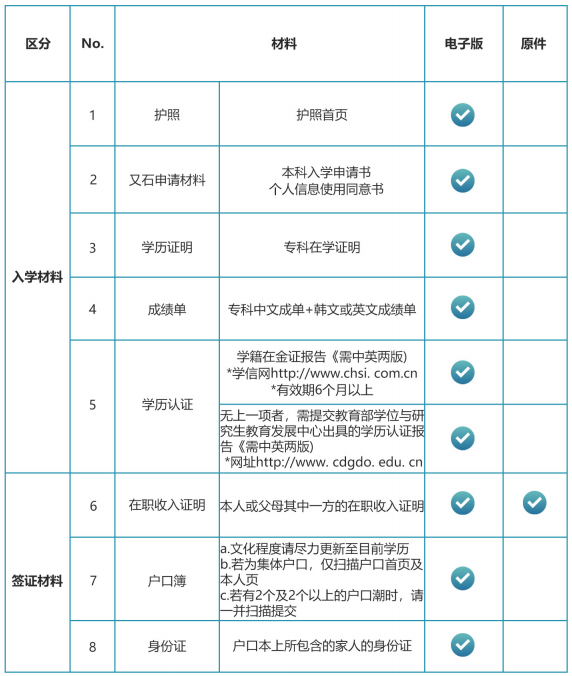 区分 No. 材料 电子版 原件
入学材料
1 护照 护照首页
2 又石申请材料 本科入学申请书
个人信息使用同意书
3 学历证明 专科在学证明
4 成绩单 专科中文成单+韩文或英文成绩单
5 学历认证 学籍在金证报告《需中英两版)
*学信网http://www.chsi. com.cn
*有效期6个月以上
无上一项者，需提交教育部学位与研
究生教育发展中心出具的学历认证报
告《需中英两版)
*网址http://www. cdgdo. edu. cn
签证材料
6 在职收入证明 本人或父母其中一方的在职收入证明
7 户口簿 a.文化程度请尽力更新至目前学历
b.若为集体户口，仅扫描户口首页及
本人页
c.若有2个及2个以上的户口潮时，请
一并扫描提交
8 身份证 户口本上所包含的家人的身份证